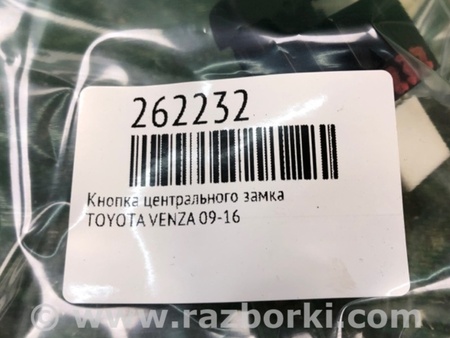 262232
Кнопка центрального замка
TOYOTA VENZA 09-16
© www.razborki.com